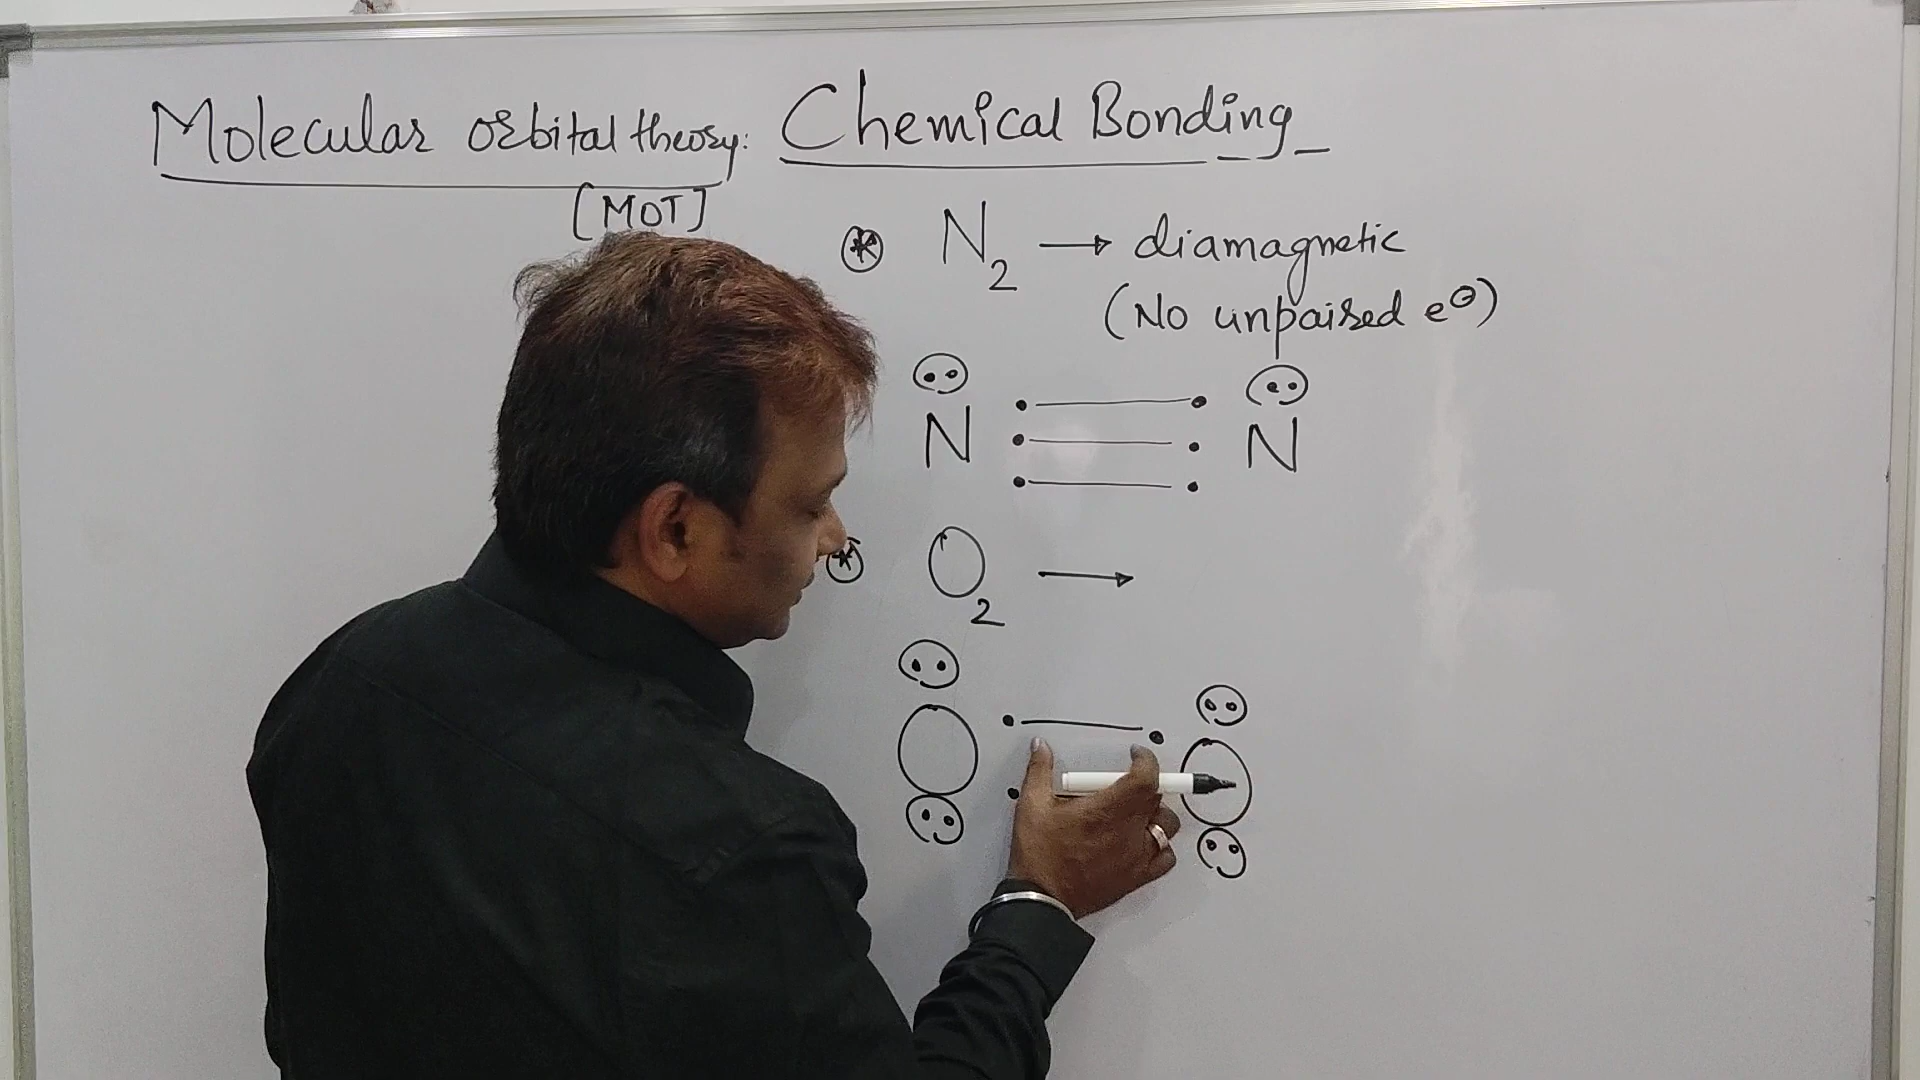 Molecular orbital theory: Chemical Bonding
[MOT]
* N2 → diamagnetic
(No unpaired e⊖)
N N
* O2 →
O O